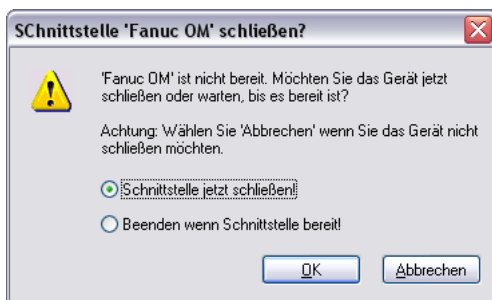 SChnittstelle 'Fanuc OM' schließen?
'Fanuc OM' ist nicht bereit. Möchten Sie das Gerät jetzt
schließen oder warten, bis es bereit ist?
Achtung: Wählen Sie 'Abbrechen' wenn Sie das Gerät nicht
schließen möchten.
Schnittstelle jetzt schließen!
Beenden wenn Schnittstelle bereit!
OK
Abbrechen